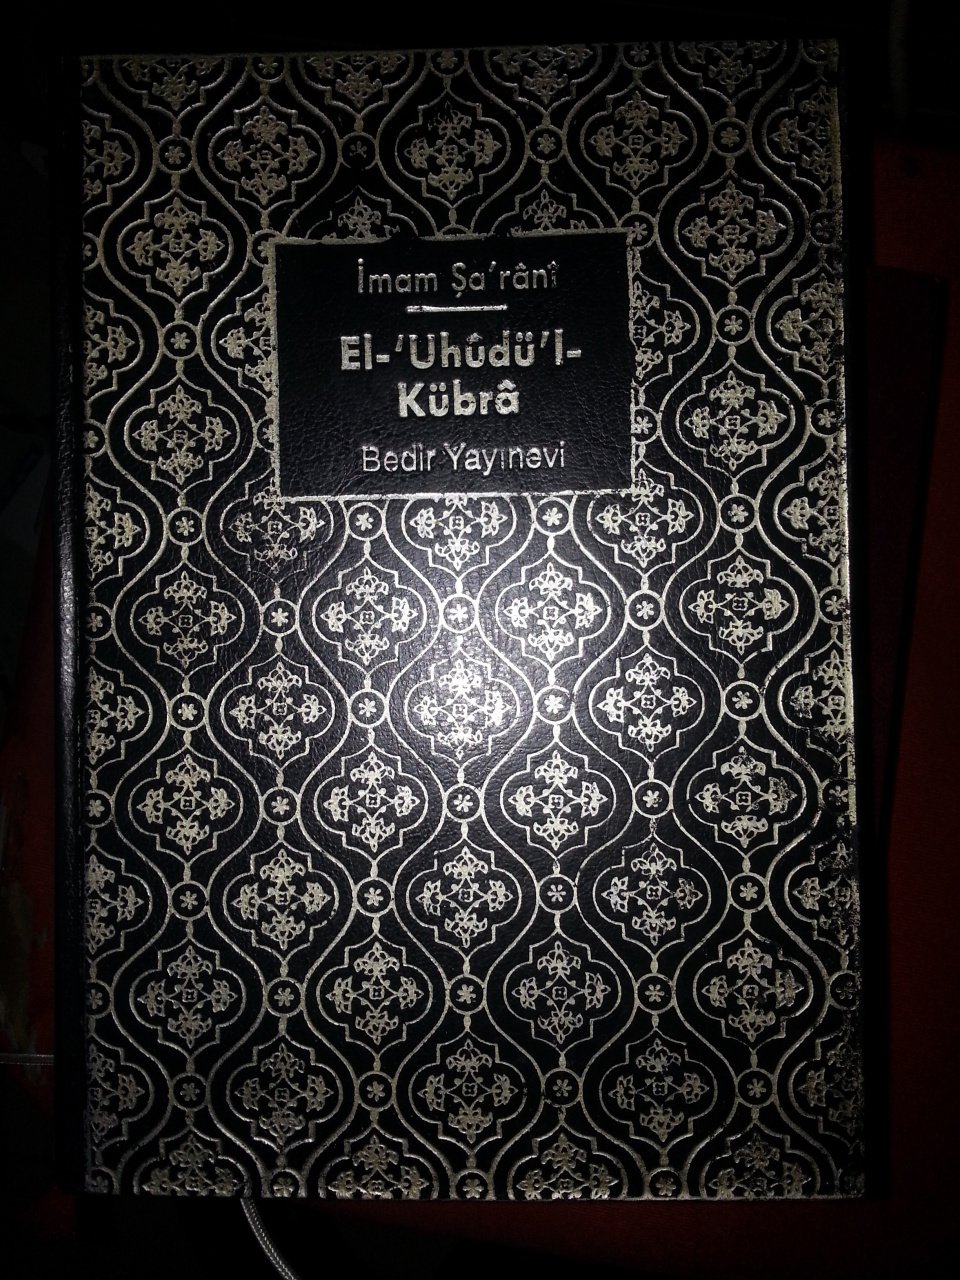 İmam Şa'rânî
El-'Uhûdü'l-
Kübrâ
Bedir Yayınevi